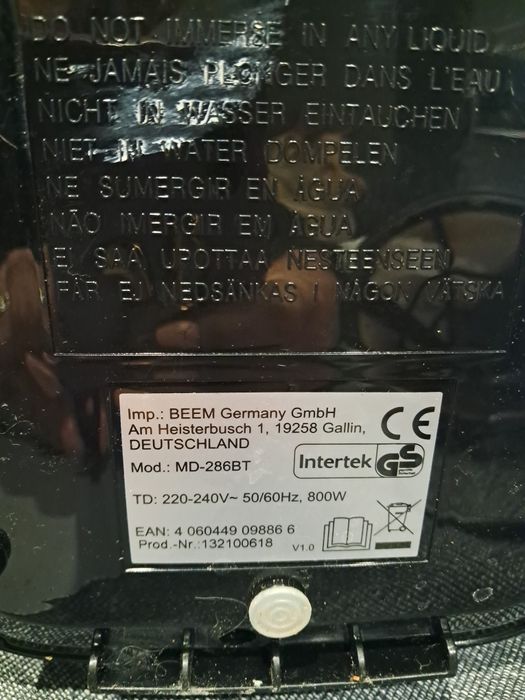 DO NOT IMMERSE IN ANY LIQUID
NE JAMAIS PLONGER DANS L'EAU
NICHT IN WASSER EINTAUCHEN
NIET IN WATER DOMPELEN
NE SUMERGIR EN AGUA
NÃO IMERGIR EM ÁGUA
EI SAA UPOTTAA NESTEENSEEN
FÅR EJ NEDSÄNKAS I NÅGON VÄTSKA
Imp.: BEEM Germany GmbH
Am Heisterbusch 1, 19258 Gallin,
DEUTSCHLAND
Mod.: MD-286BT
CE
Intertek GS
TD: 220-240V~ 50/60Hz, 800W
EAN: 4 060449 09886 6
Prod.-Nr.:132100618
V1.0